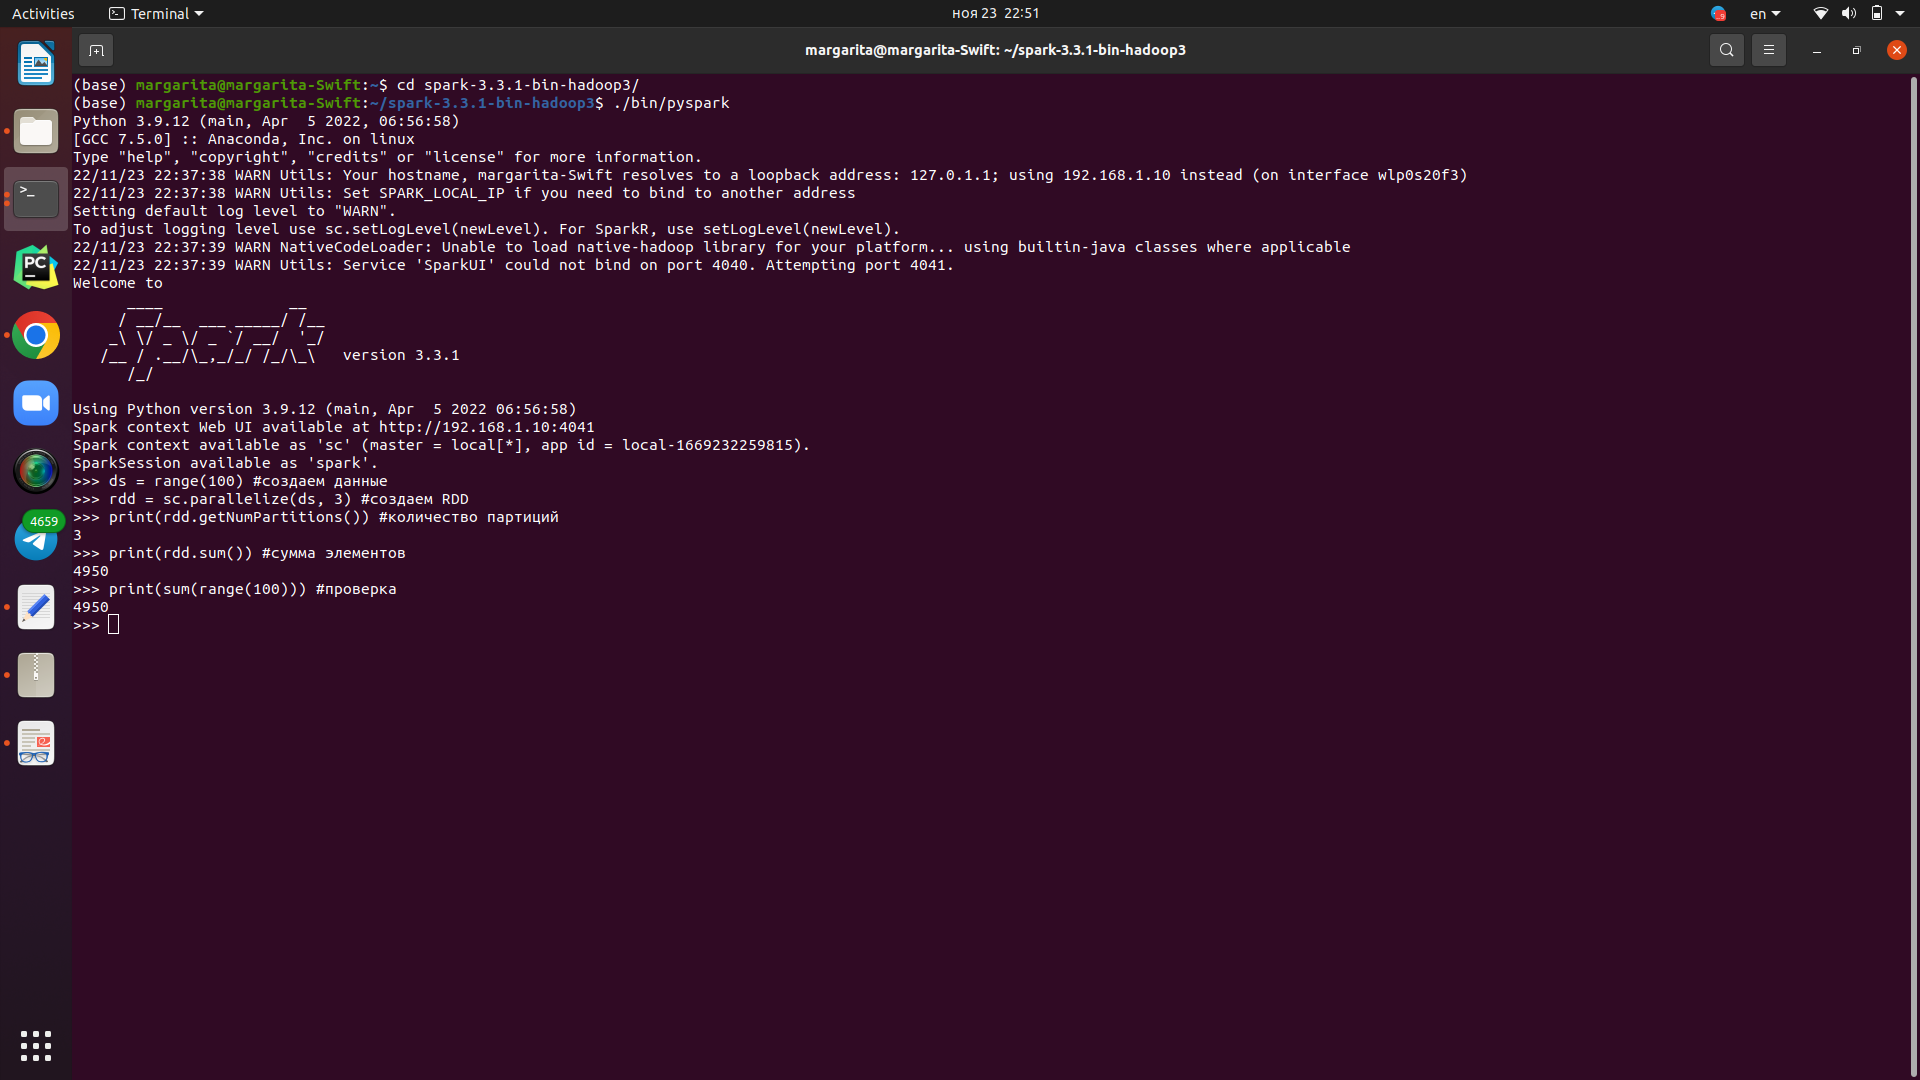 Activities
Terminal
ноя 23 22:51
en
margarita@margarita-Swift: ~/spark-3.3.1-bin-hadoop3
(base) margarita@margarita-Swift:~$ cd spark-3.3.1-bin-hadoop3/
(base) margarita@margarita-Swift:~/spark-3.3.1-bin-hadoop3$ ./bin/pyspark
Python 3.9.12 (main, Apr  5 2022, 06:56:58)
[GCC 7.5.0] :: Anaconda, Inc. on linux
Type "help", "copyright", "credits" or "license" for more information.
22/11/23 22:37:38 WARN Utils: Your hostname, margarita-Swift resolves to a loopback address: 127.0.1.1; using 192.168.1.10 instead (on interface wlp0s20f3)
22/11/23 22:37:38 WARN Utils: Set SPARK_LOCAL_IP if you need to bind to another address
Setting default log level to "WARN".
To adjust logging level use sc.setLogLevel(newLevel). For SparkR, use setLogLevel(newLevel).
22/11/23 22:37:39 WARN NativeCodeLoader: Unable to load native-hadoop library for your platform... using builtin-java classes where applicable
22/11/23 22:37:39 WARN Utils: Service 'SparkUI' could not bind on port 4040. Attempting port 4041.
Welcome to
      ____              __
     / __/__  ___ _____/ /__
    _\ \/ _ \/ _ `/ __/  '_/
   /__ / .__/\_,_/_/ /_/\_\   version 3.3.1
      /_/
Using Python version 3.9.12 (main, Apr  5 2022 06:56:58)
Spark context Web UI available at http://192.168.1.10:4041
Spark context available as 'sc' (master = local[*], app id = local-1669232259815).
SparkSession available as 'spark'.
>>> ds = range(100) #создаем данные
>>> rdd = sc.parallelize(ds, 3) #создаем RDD
>>> print(rdd.getNumPartitions()) #количество партиций
3
>>> print(rdd.sum()) #сумма элементов
4950
>>> print(sum(range(100))) #проверка
4950
>>>
PC
4659